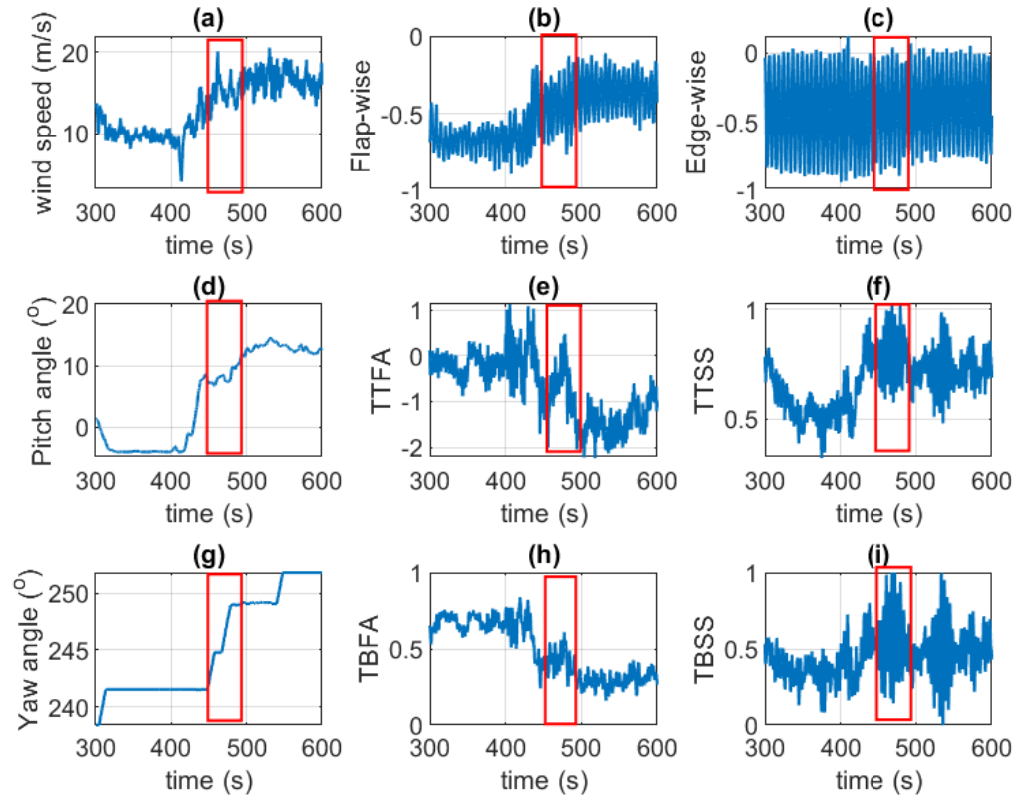 (a)
wind speed (m/s)
20
10
300 400 500 600
time (s)
(b)
Flap-wise
0
-0.5
-1
300 400 500 600
time (s)
(c)
Edge-wise
0
-0.5
-1
300 400 500 600
time (s)
(d)
Pitch angle (°)
20
10
0
300 400 500 600
time (s)
(e)
TTFA
1
0
-1
-2
300 400 500 600
time (s)
(f)
TTSS
1
0.5
300 400 500 600
time (s)
(g)
Yaw angle (°)
250
245
240
300 400 500 600
time (s)
(h)
TBFA
1
0.5
0
300 400 500 600
time (s)
(i)
TBSS
1
0.5
0
300 400 500 600
time (s)